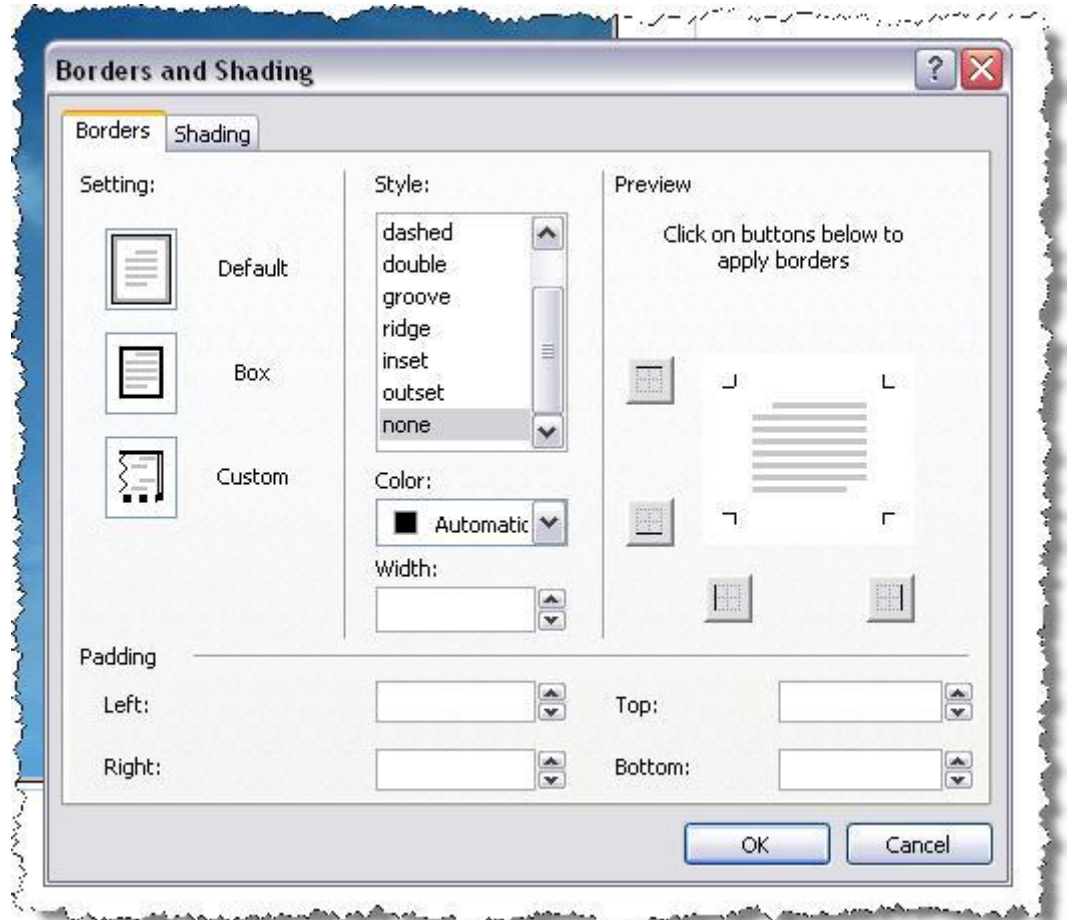 Borders and Shading
?
Borders
Shading
Setting:
Default
Box
Custom
Style:
dashed
double
groove
ridge
inset
outset
none
Color:
Automatic
Width:
Preview
Click on buttons below to
apply borders
Padding
Left:
Top:
Right:
Bottom:
OK
Cancel